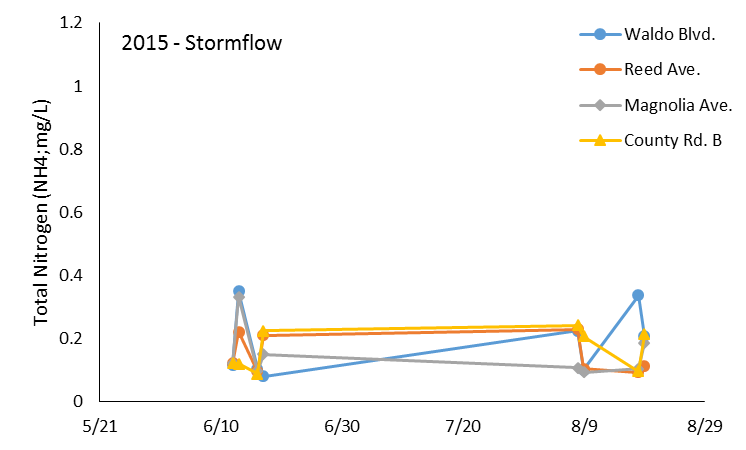 2015 - Stormflow
Waldo Blvd.
Reed Ave.
Magnolia Ave.
County Rd. B
Total Nitrogen (NH4;mg/L)
1.2
1
0.8
0.6
0.4
0.2
0
5/21 6/10 6/30 7/20 8/9 8/29